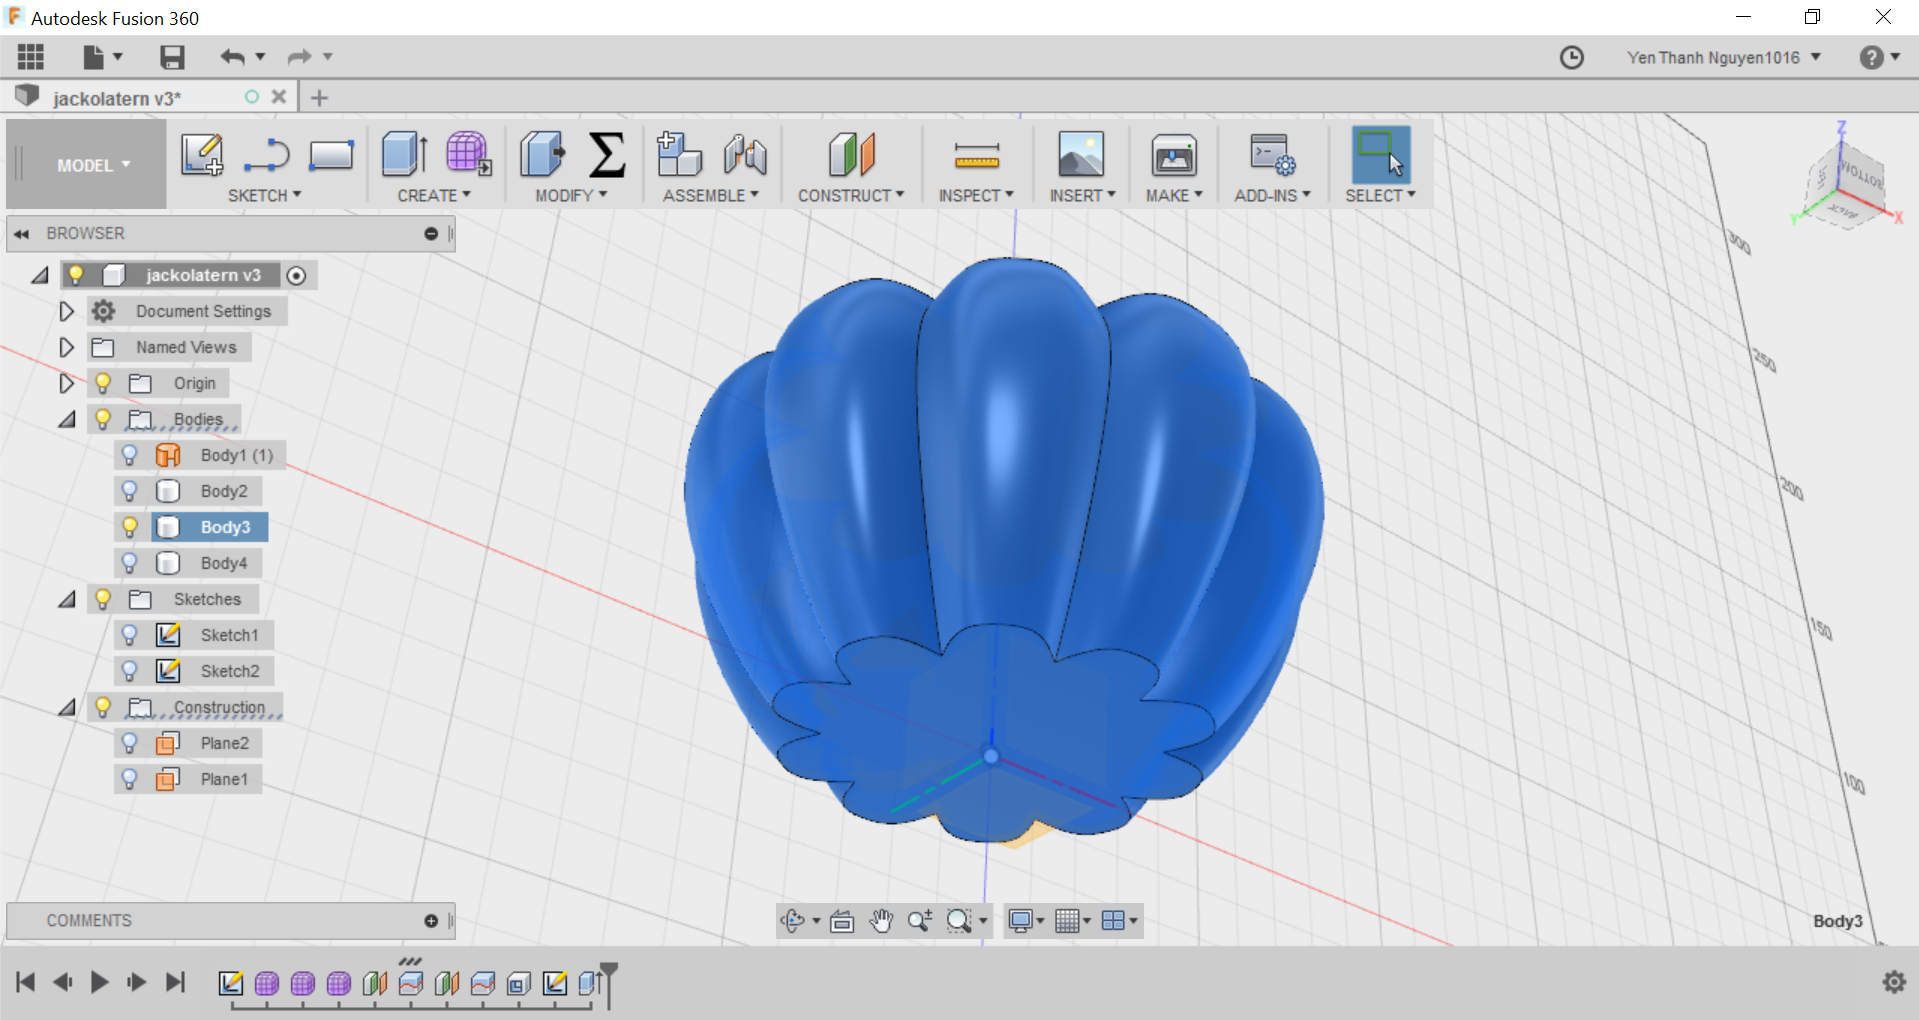 Autodesk Fusion 360
Yen Thanh Nguyen1016
jackolatern v3*
MODEL
SKETCH
CREATE
MODIFY
ASSEMBLE
CONSTRUCT
INSPECT
INSERT
MAKE
ADD-INS
SELECT
Z
BOTTOM
BACK
Y
X
BROWSER
jackolatern v3
Document Settings
Named Views
Origin
Bodies
Body1 (1)
Body2
Body3
Body4
Sketches
Sketch1
Sketch2
Construction
Plane2
Plane1
300
250
200
150
100
COMMENTS
Body3